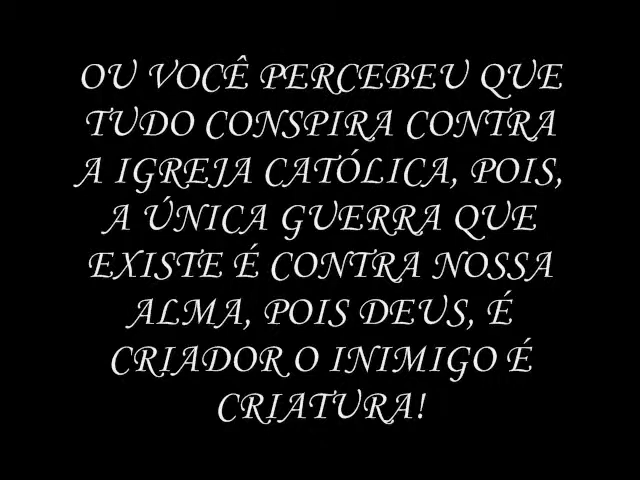 OU VOCÊ PERCEBEU QUE
TUDO CONSPIRA CONTRA
A IGREJA CATÓLICA, POIS,
A ÚNICA GUERRA QUE
EXISTE É CONTRA NOSSA
ALMA, POIS DEUS, É
CRIADOR O INIMIGO É
CRIATURA!